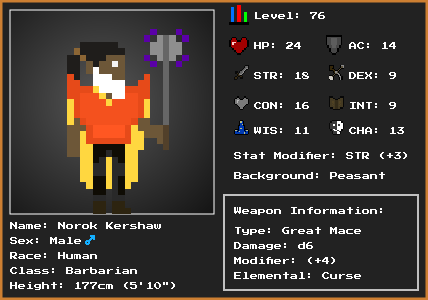 Level: 76
HP: 24 AC: 14
STR: 18 DEX: 9
CON: 16 INT: 9
WIS: 11 CHA: 13
Stat Modifier: STR (+3)
Background: Peasant
Name: Norok Kershaw
Sex: Male♂
Race: Human
Class: Barbarian
Height: 177cm (5'10")
Weapon Information:
Type: Great Mace
Damage: d6
Modifier: (+4)
Elemental: Curse